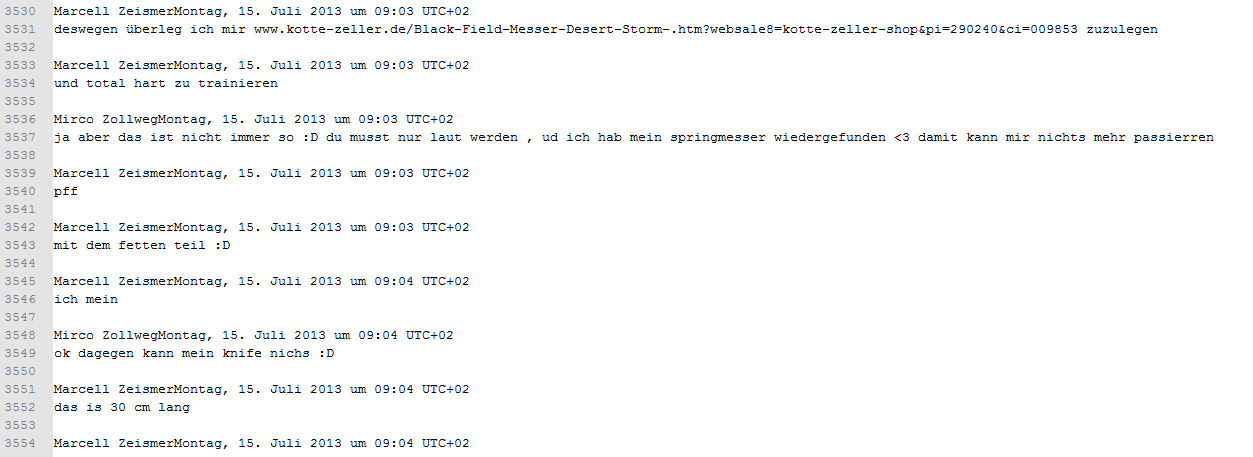 3530 Marcell ZeismerMontag, 15. Juli 2013 um 09:03 UTC+02
3531 deswegen überleg ich mir www.kotte-zeller.de/Black-Field-Messer-Desert-Storm-.htm?websale8=kotte-zeller-shop&pi=290240&ci=009853 zuzulegen
3532
3533 Marcell ZeismerMontag, 15. Juli 2013 um 09:03 UTC+02
3534 und total hart zu trainieren
3535
3536 Mirco ZollwegMontag, 15. Juli 2013 um 09:03 UTC+02
3537 ja aber das ist nicht immer so :D du musst nur laut werden , ud ich hab mein springmesser wiedergefunden <3 damit kann mir nichts mehr passierren
3538
3539 Marcell ZeismerMontag, 15. Juli 2013 um 09:03 UTC+02
3540 pff
3541
3542 Marcell ZeismerMontag, 15. Juli 2013 um 09:03 UTC+02
3543 mit dem fetten teil :D
3544
3545 Marcell ZeismerMontag, 15. Juli 2013 um 09:04 UTC+02
3546 ich mein
3547
3548 Mirco ZollwegMontag, 15. Juli 2013 um 09:04 UTC+02
3549 ok dagegen kann mein knife nichs :D
3550
3551 Marcell ZeismerMontag, 15. Juli 2013 um 09:04 UTC+02
3552 das is 30 cm lang
3553
3554 Marcell ZeismerMontag, 15. Juli 2013 um 09:04 UTC+02